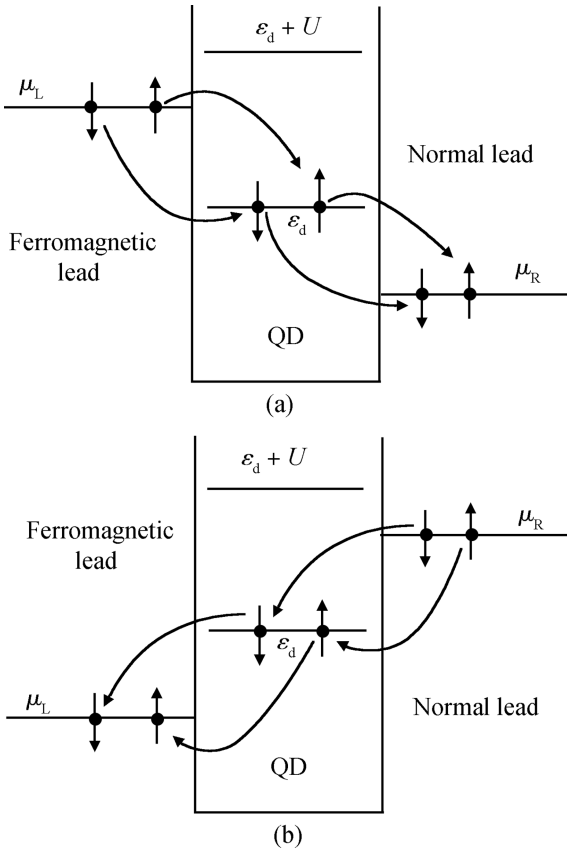 ε_d + U
μ_L
Normal lead
ε_d
Ferromagnetic
lead
μ_R
QD
(a)
ε_d + U
Ferromagnetic
lead
μ_R
ε_d
μ_L
Normal lead
QD
(b)